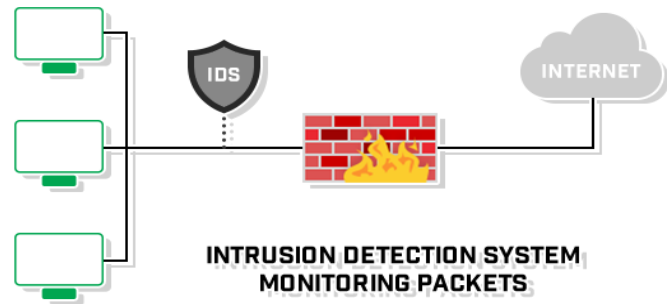 IDS
INTERNET
INTRUSION DETECTION SYSTEM
MONITORING PACKETS